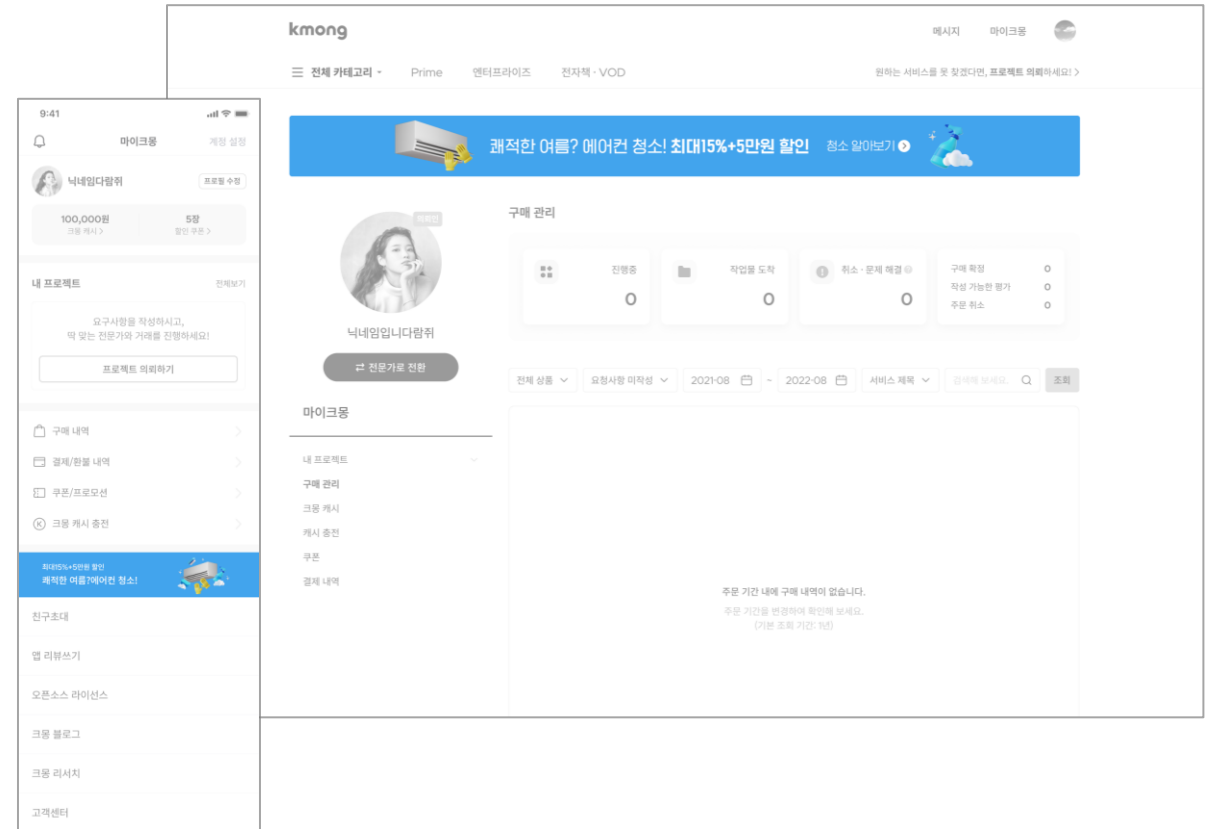 kmong
메시지
마이크몽
전체 카테고리
Prime
엔터프라이즈
전자책 · VOD
원하는 서비스를 못 찾겠다면, 프로젝트 의뢰하세요!
쾌적한 여름? 에어컨 청소! 최대15%+5만원 할인 청소 알아보기
의뢰인
닉네임입니다람쥐
전문가로 전환
마이크몽
내 프로젝트
구매 관리
크몽 캐시
캐시 충전
쿠폰
결제 내역
구매 관리
진행중
0
작업물 도착
0
취소 · 문제 해결
0
구매 확정 0
작성 가능한 평가 0
주문 취소 0
전체 상품
요청사항 미작성
2021-08 ~ 2022-08
서비스 제목
검색해 보세요.
조회
주문 기간 내에 구매 내역이 없습니다.
주문 기간을 변경하여 확인해 보세요.
(기본 조회 기간: 1년)
9:41
마이크몽
계정 설정
닉네임다람쥐
프로필 수정
100,000원
크몽 캐시
5장
할인 쿠폰
내 프로젝트
전체보기
요구사항을 작성하시고,
딱 맞는 전문가와 거래를 진행하세요!
프로젝트 의뢰하기
구매 내역
결제/환불 내역
쿠폰/프로모션
크몽 캐시 충전
최대15%+5만원 할인
쾌적한 여름?에어컨 청소!
친구초대
앱 리뷰쓰기
오픈소스 라이선스
크몽 블로그
크몽 리서치
고객센터